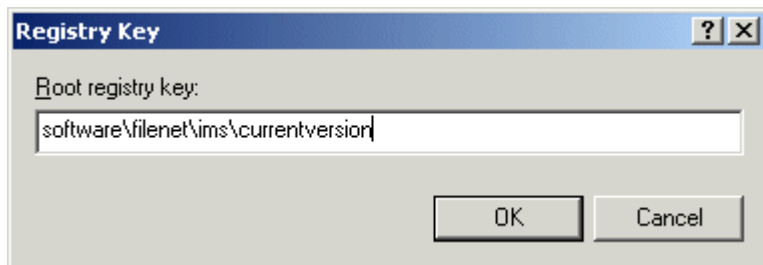 Registry Key
?
Root registry key:
software\filenet\ims\currentversion
OK
Cancel